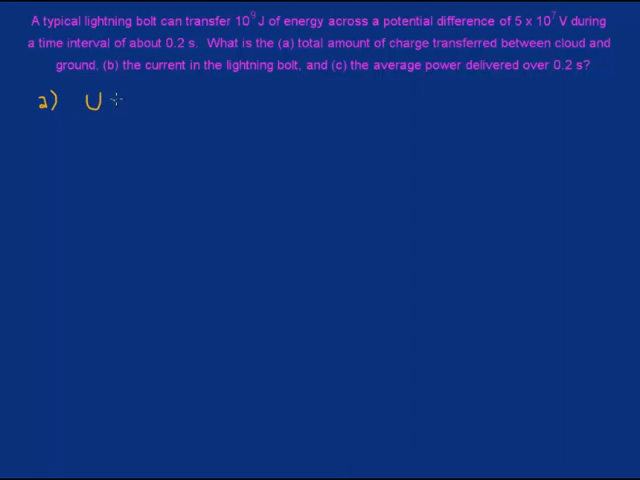 A typical lightning bolt can transfer 10⁹ J of energy across a potential difference of 5 x 10⁷ V during
a time interval of about 0.2 s. What is the (a) total amount of charge transferred between cloud and
ground, (b) the current in the lightning bolt, and (c) the average power delivered over 0.2 s?
a) U